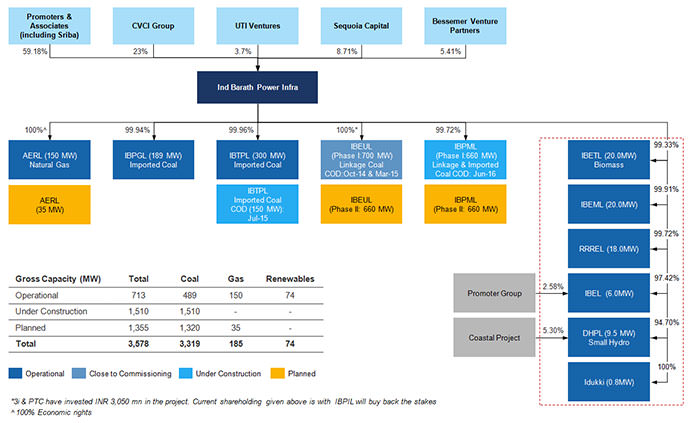 Promoters &
Associates
(including Sriba)
CVCI Group
UTI Ventures
Sequoia Capital
Bessemer Venture
Partners
59.18%
23%
3.7%
8.71%
5.41%
Ind Barath Power Infra
100%^
99.94%
99.96%
100%*
99.72%
99.33%
AERL (150 MW)
Natural Gas
IBPGL (189 MW)
Imported Coal
IBTPL (300 MW)
Imported Coal
IBEUL
(Phase I:700 MW)
Linkage Coal
COD:Oct-14 & Mar-15
IBPML
(Phase I:660 MW)
Linkage & Imported
Coal COD: Jun-16
IBETL (20.0MW)
Biomass
AERL
(35 MW)
IBTPL
Imported Coal
COD (150 MW):
Jul-15
IBEUL
(Phase II: 660 MW)
IBPML
(Phase II: 660 MW)
99.91%
IBEML (20.0MW)
99.72%
RRREL (18.0MW)
97.42%
Promoter Group
2.58%
IBEL (6.0MW)
94.70%
Coastal Project
5.30%
DHPL (9.5 MW)
Small Hydro
100%
Idukki (0.8MW)
Gross Capacity (MW) Total Coal Gas Renewables
Operational 713 489 150 74
Under Construction 1,510 1,510 - -
Planned 1,355 1,320 35 -
Total 3,578 3,319 185 74
Operational Close to Commissioning Under Construction Planned
*3i & PTC have invested INR 3,050 mn in the project. Current shareholding given above is with IBPIL will buy back the stakes
^ 100% Economic rights